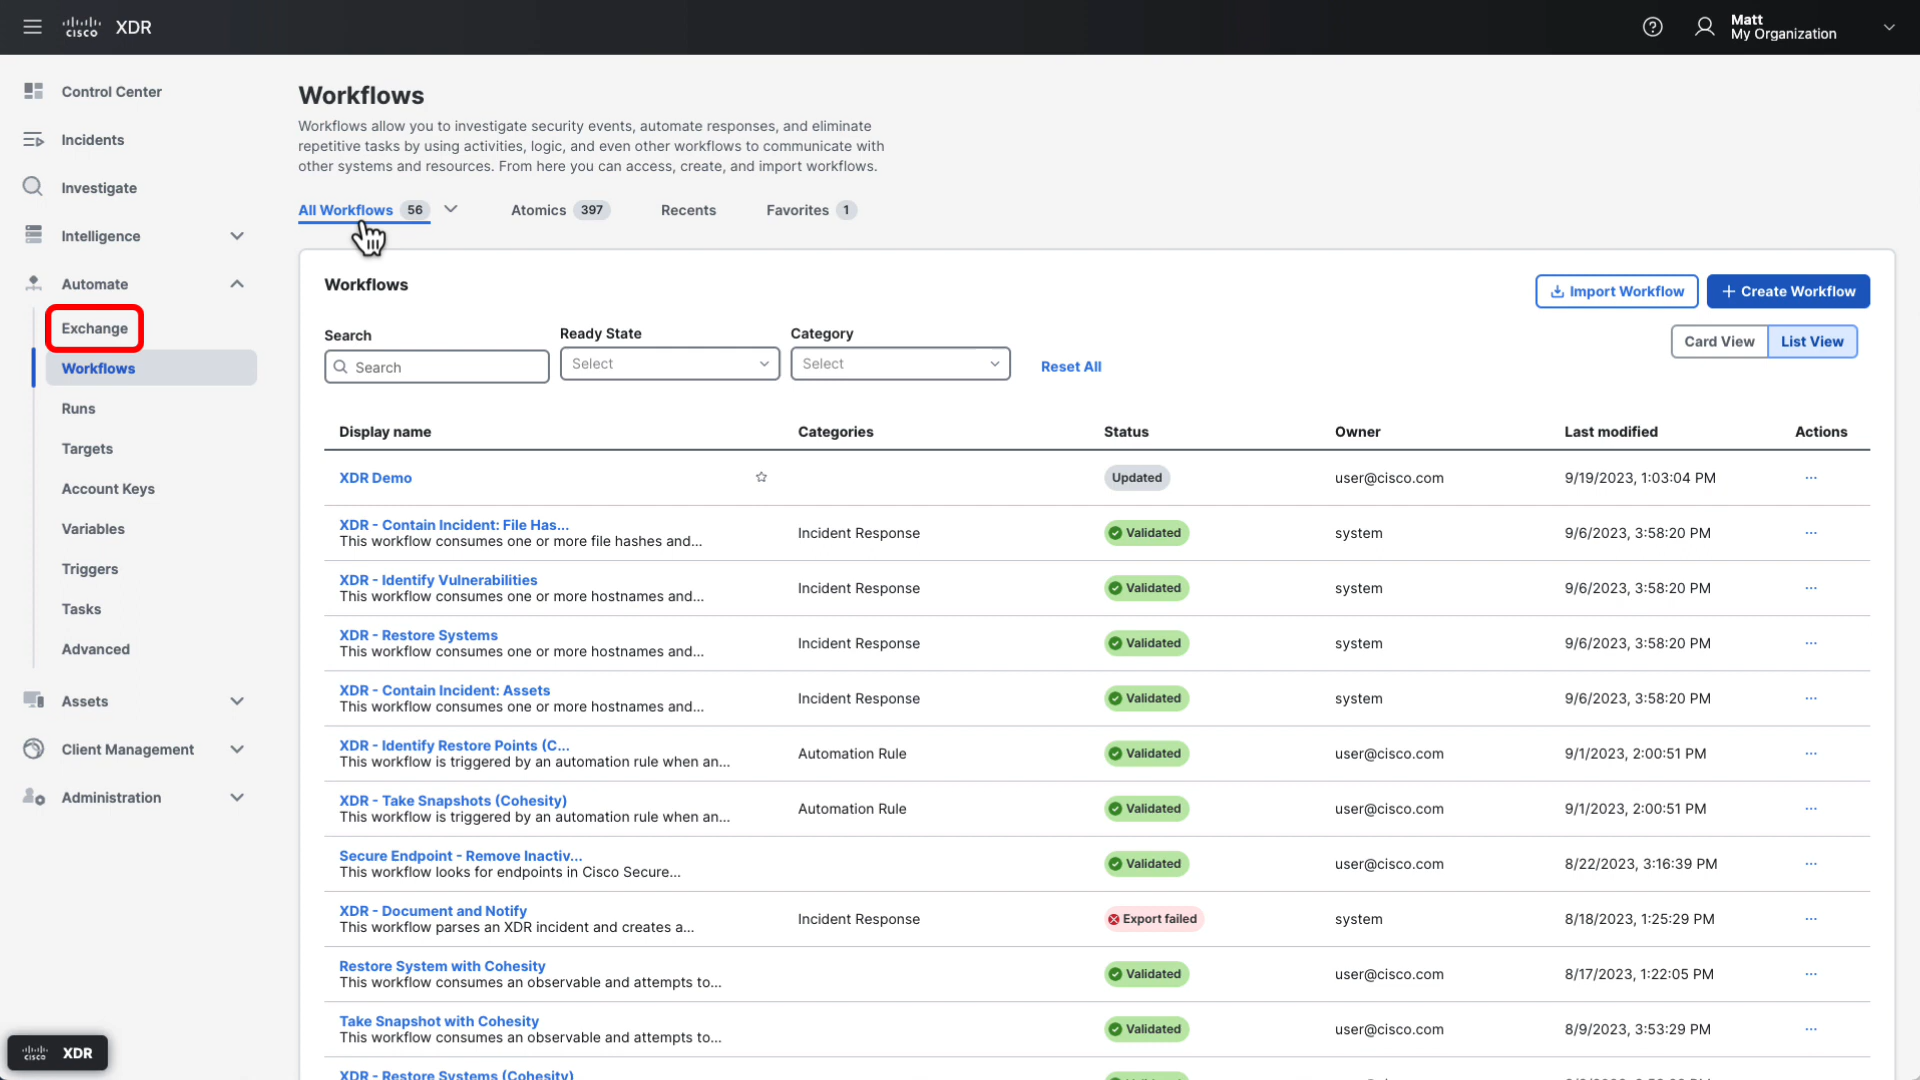 CISCO XDR
Matt
My Organization
Control Center
Incidents
Investigate
Intelligence
Automate
Exchange
Workflows
Runs
Targets
Account Keys
Variables
Triggers
Tasks
Advanced
Assets
Client Management
Administration
CISCO XDR
Workflows
Workflows allow you to investigate security events, automate responses, and eliminate
repetitive tasks by using activities, logic, and even other workflows to communicate with
other systems and resources. From here you can access, create, and import workflows.
All Workflows 56 Atomics 397 Recents Favorites 1
Workflows
Import Workflow + Create Workflow
Search Ready State Category
Search Select Select Reset All
Card View List View
Display name Categories Status Owner Last modified Actions
XDR Demo Updated user@cisco.com 9/19/2023, 1:03:04 PM ...
XDR - Contain Incident: File Has...
This workflow consumes one or more file hashes and... Incident Response Validated system 9/6/2023, 3:58:20 PM ...
XDR - Identify Vulnerabilities
This workflow consumes one or more hostnames and... Incident Response Validated system 9/6/2023, 3:58:20 PM ...
XDR - Restore Systems
This workflow consumes one or more hostnames and... Incident Response Validated system 9/6/2023, 3:58:20 PM ...
XDR - Contain Incident: Assets
This workflow consumes one or more hostnames and... Incident Response Validated system 9/6/2023, 3:58:20 PM ...
XDR - Identify Restore Points (C...
This workflow is triggered by an automation rule when an... Automation Rule Validated user@cisco.com 9/1/2023, 2:00:51 PM ...
XDR - Take Snapshots (Cohesity)
This workflow is triggered by an automation rule when an... Automation Rule Validated user@cisco.com 9/1/2023, 2:00:51 PM ...
Secure Endpoint - Remove Inactiv...
This workflow looks for endpoints in Cisco Secure... Validated user@cisco.com 8/22/2023, 3:16:39 PM ...
XDR - Document and Notify
This workflow parses an XDR incident and creates a... Incident Response Export failed system 8/18/2023, 1:25:29 PM ...
Restore System with Cohesity
This workflow consumes an observable and attempts to... Validated user@cisco.com 8/17/2023, 1:22:05 PM ...
Take Snapshot with Cohesity
This workflow consumes an observable and attempts to... Validated user@cisco.com 8/9/2023, 3:53:29 PM ...
XDR - Restore Systems (Cohesity)